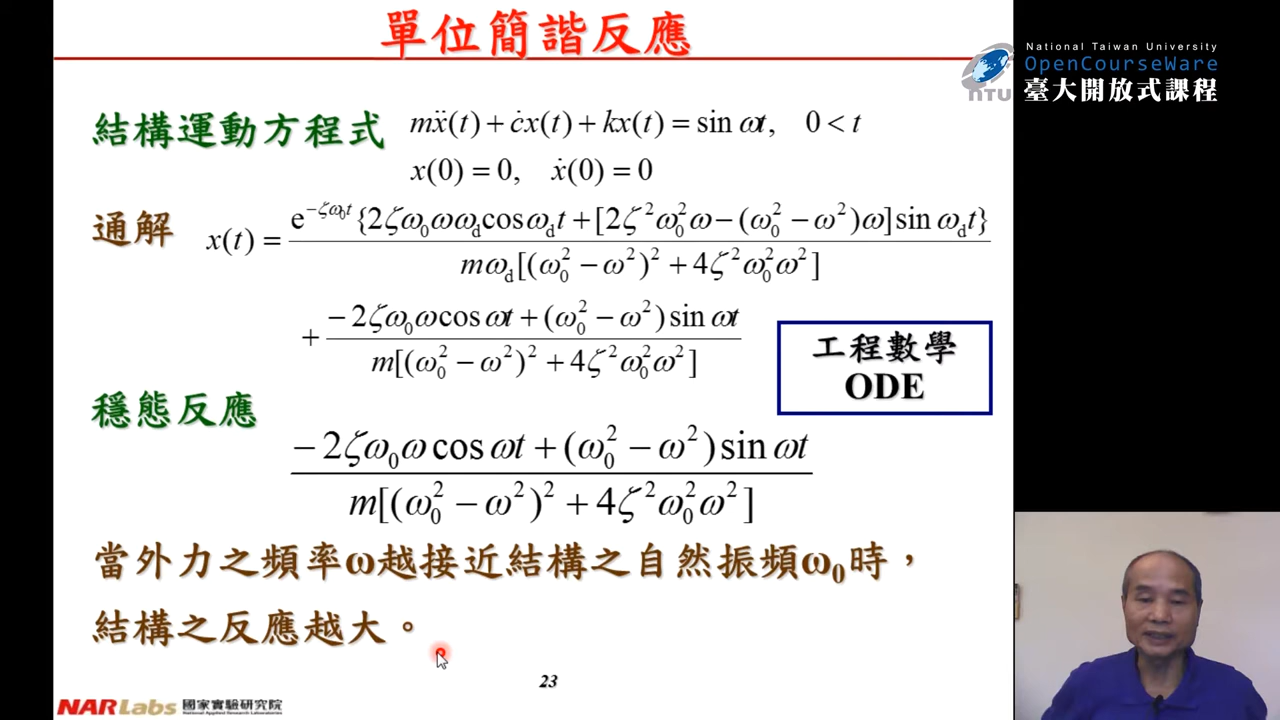 單位簡諧反應
National Taiwan University
OpenCourseWare
臺大開放式課程
NTU
結構運動方程式 mẍ(t) + ċx(t) + kx(t) = sin ωt, 0 < t
x(0) = 0, ẋ(0) = 0
通解 x(t) = e^{−ζω₀t}{2ζω₀ωω_d cos ω_d t + [2ζ²ω₀²ω − (ω₀² − ω²)ω] sin ω_d t}
mω_d[(ω₀² − ω²)² + 4ζ²ω₀²ω²]
+ −2ζω₀ω cos ωt + (ω₀² − ω²) sin ωt
m[(ω₀² − ω²)² + 4ζ²ω₀²ω²]
工程數學
ODE
穩態反應
−2ζω₀ω cos ωt + (ω₀² − ω²) sin ωt
m[(ω₀² − ω²)² + 4ζ²ω₀²ω²]
當外力之頻率ω越接近結構之自然振頻ω₀時，
結構之反應越大。
23
NARLabs 國家實驗研究院
National Applied Research Laboratories